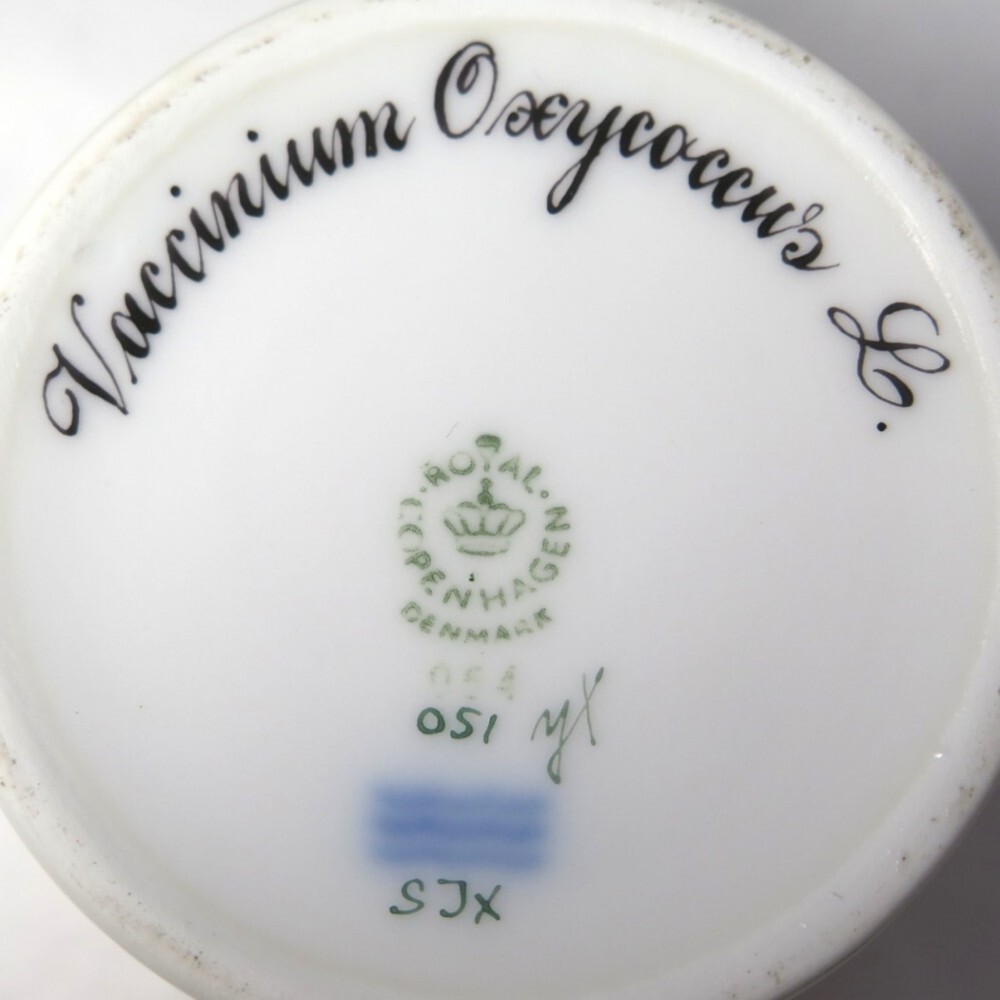 Vaccinium Oxycoccus L.
ROYAL
COPENHAGEN
DENMARK
051
SJX